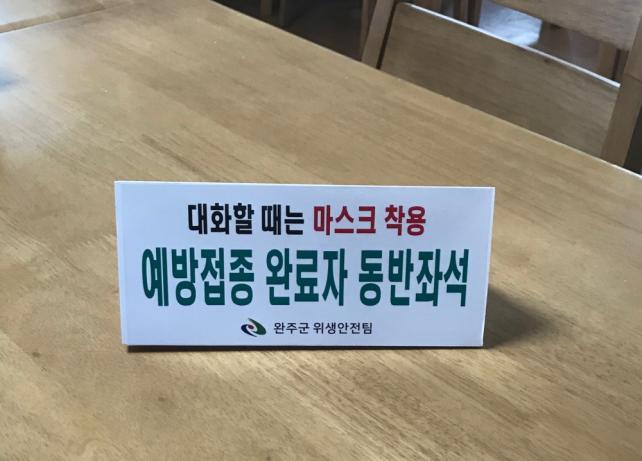 대화할 때는 마스크 착용
예방접종 완료자 동반좌석
완주군 위생안전팀